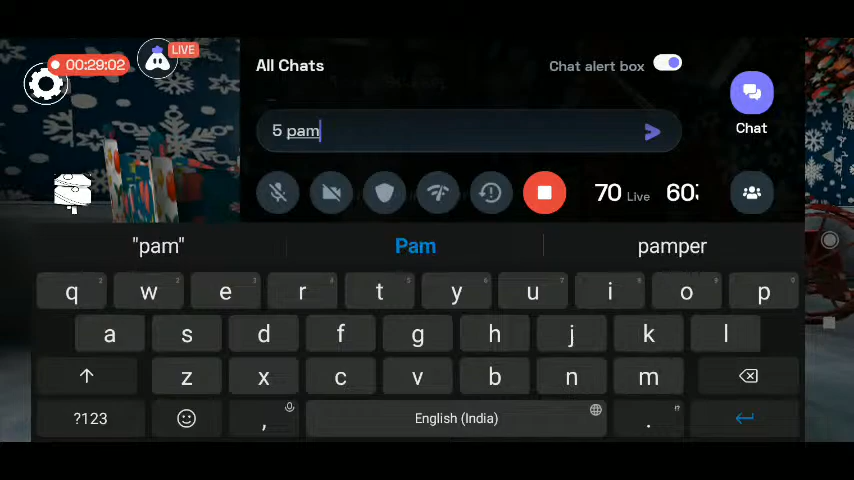 00:29:02
LIVE
All Chats
Chat alert box
5 pam
Chat
70 Live 60
"pam" Pam pamper
q w e r t y u i o p
a s d f g h j k l
z x c v b n m
?123 , English (India) .